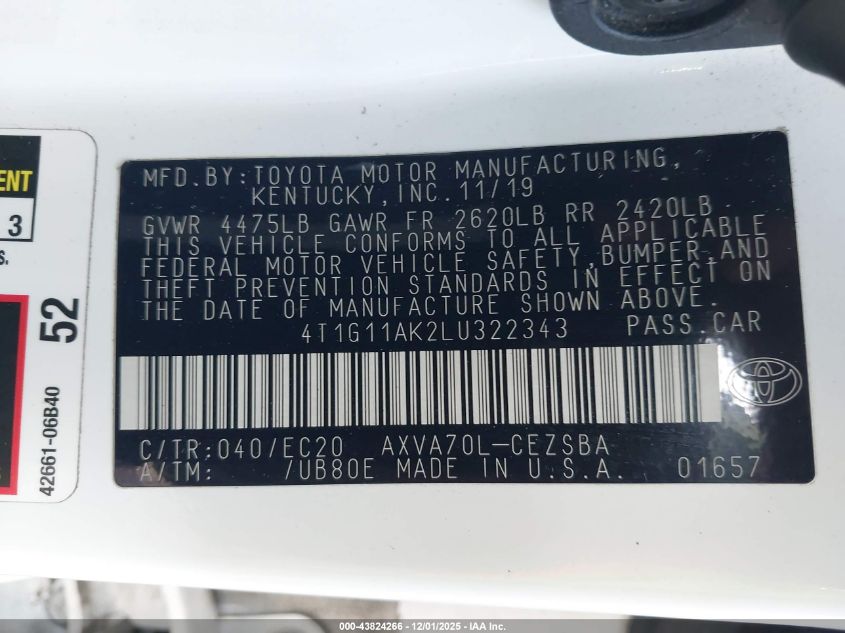 ENT
3
S.
52
42661-06B40
MFD.BY:TOYOTA MOTOR MANUFACTURING,
KENTUCKY,INC.11/19
GVWR 4475LB GAWR FR 2620LB RR 2420LB
THIS VEHICLE CONFORMS TO ALL APPLICABLE
FEDERAL MOTOR VEHICLE SAFETY,BUMPER,AND
THEFT PREVENTION STANDARDS IN EFFECT ON
THE DATE OF MANUFACTURE SHOWN ABOVE.
4T1G11AK2LU322343 PASS.CAR
C/TR:040/EC20 AXVA70L-CEZSBA
A/TM: /UB80E MADE IN U.S.A. 01657
000-43824266 - 12/01/2025 - IAA Inc.